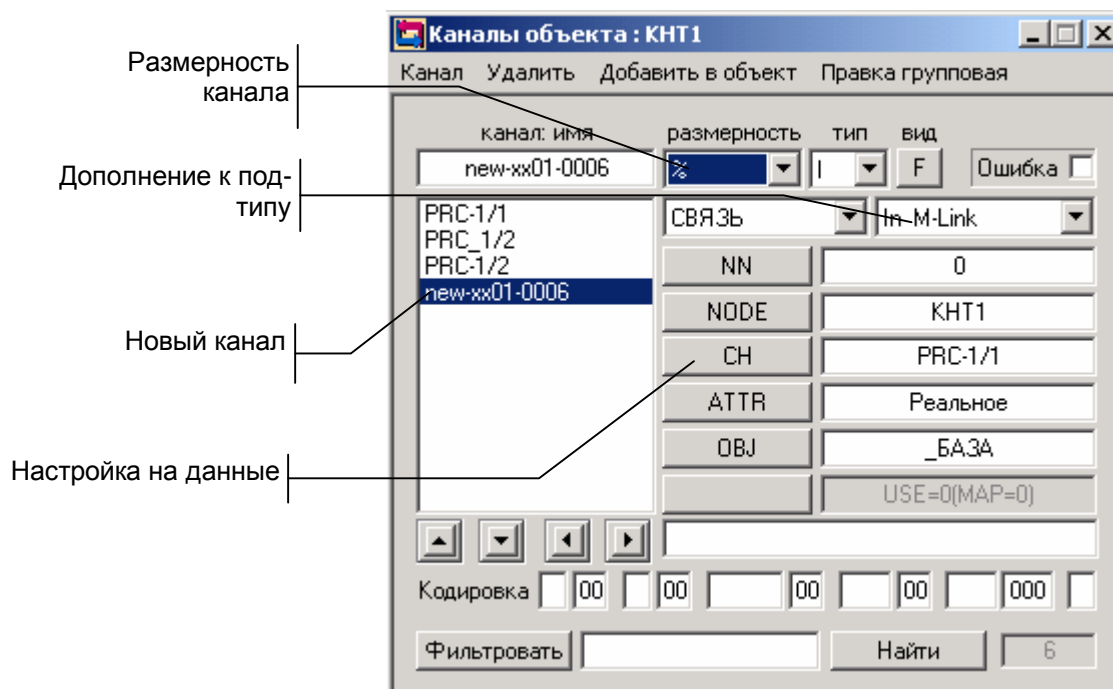 Каналы объекта : КНТ1
Канал Удалить Добавить в объект Правка групповая
Размерность
канала
канал: имя размерность тип вид
new-xx01-0006 % I F Ошибка
Дополнение к под-
типу
PRC-1/1
PRC_1/2
PRC-1/2
new-xx01-0006
СВЯЗЬ In M-Link
NN 0
NODE КНТ1
CH PRC-1/1
ATTR Реальное
OBJ _БАЗА
USE=0(MAP=0)
Новый канал
Настройка на данные
Кодировка 00 00 00 00 000
Фильтровать Найти 6